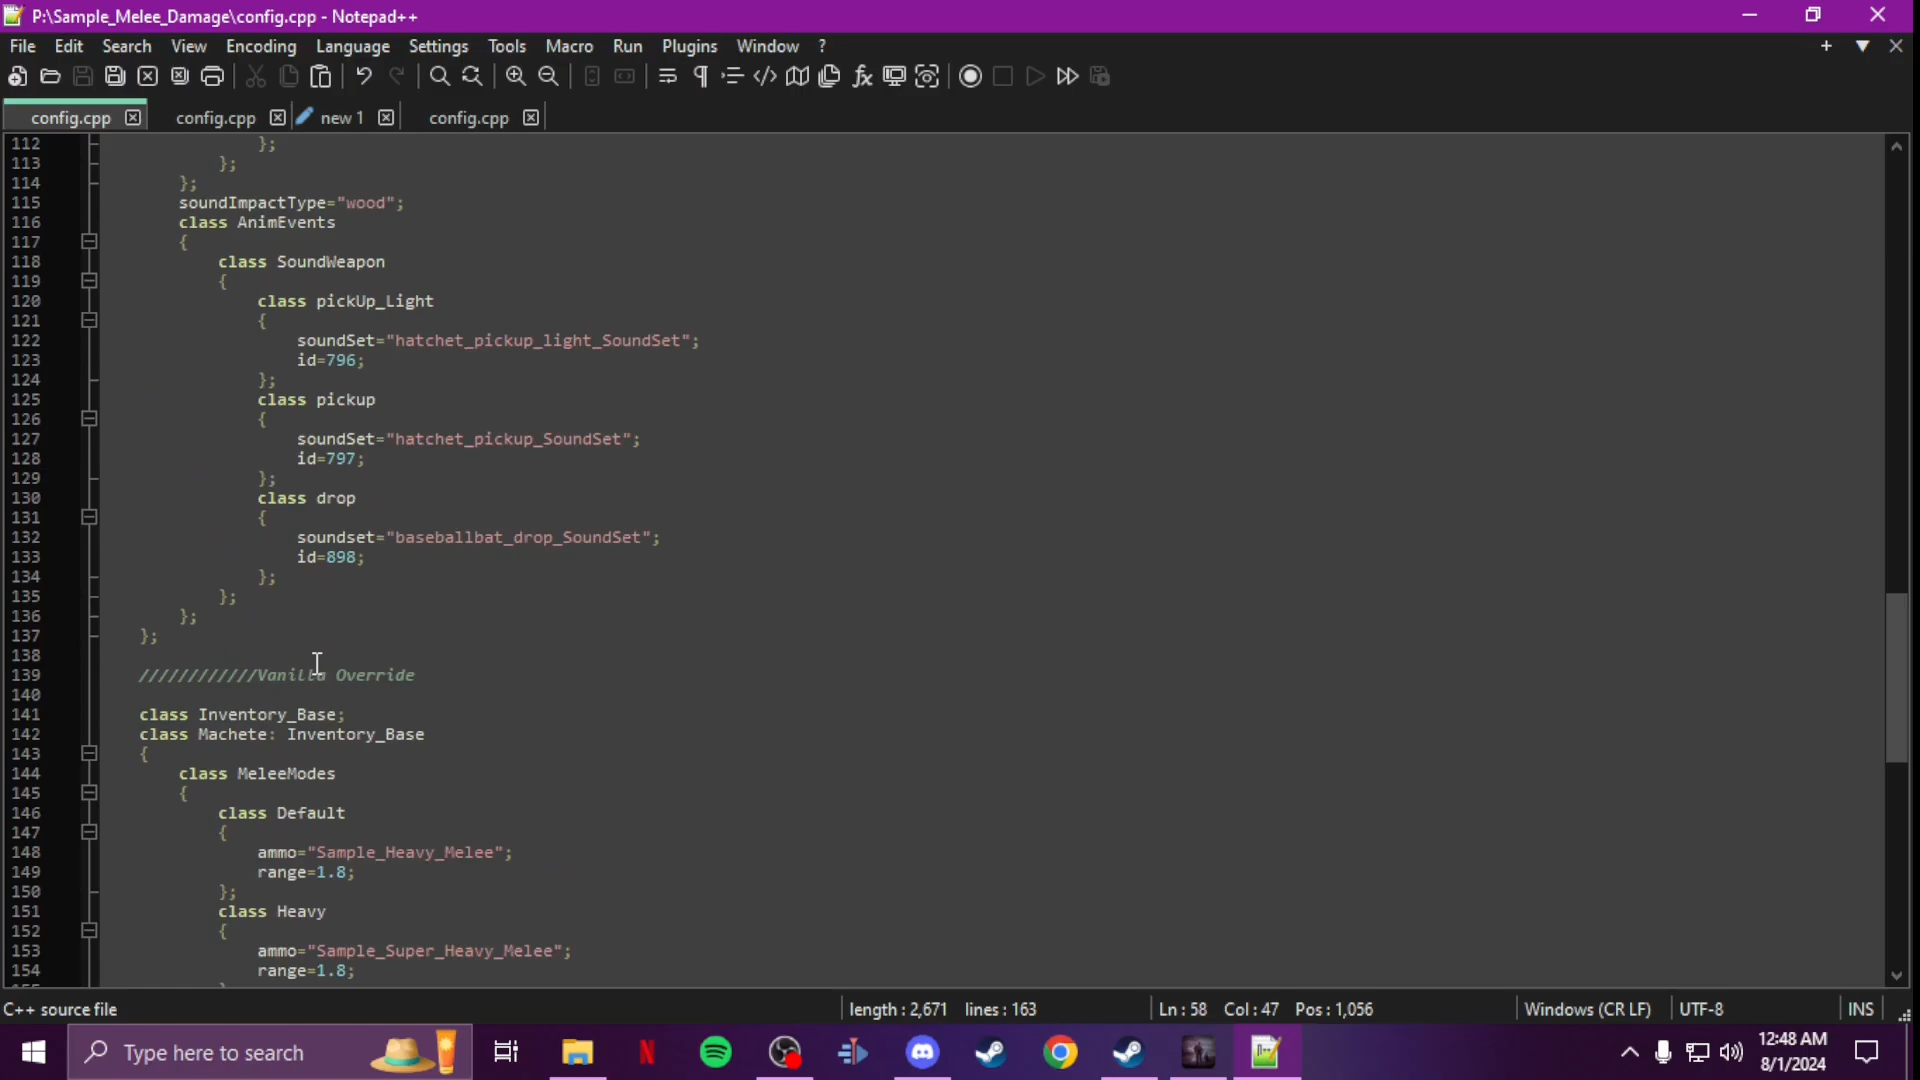 P:\Sample_Melee_Damage\config.cpp - Notepad++
File Edit Search View Encoding Language Settings Tools Macro Run Plugins Window ?
config.cpp config.cpp new 1 config.cpp
112 };
113 };
114 };
115 soundImpactType="wood";
116 class AnimEvents
117 {
118 class SoundWeapon
119 {
120 class pickUp_Light
121 {
122 soundSet="hatchet_pickup_light_SoundSet";
123 id=796;
124 };
125 class pickup
126 {
127 soundSet="hatchet_pickup_SoundSet";
128 id=797;
129 };
130 class drop
131 {
132 soundset="baseballbat_drop_SoundSet";
133 id=898;
134 };
135 };
136 };
137 };
138
139 ////////////Vanilla Override
140
141 class Inventory_Base;
142 class Machete: Inventory_Base
143 {
144 class MeleeModes
145 {
146 class Default
147 {
148 ammo="Sample_Heavy_Melee";
149 range=1.8;
150 };
151 class Heavy
152 {
153 ammo="Sample_Super_Heavy_Melee";
154 range=1.8;
C++ source file length : 2,671 lines : 163 Ln : 58 Col : 47 Pos : 1,056 Windows (CR LF) UTF-8 INS
Type here to search
12:48 AM
8/1/2024